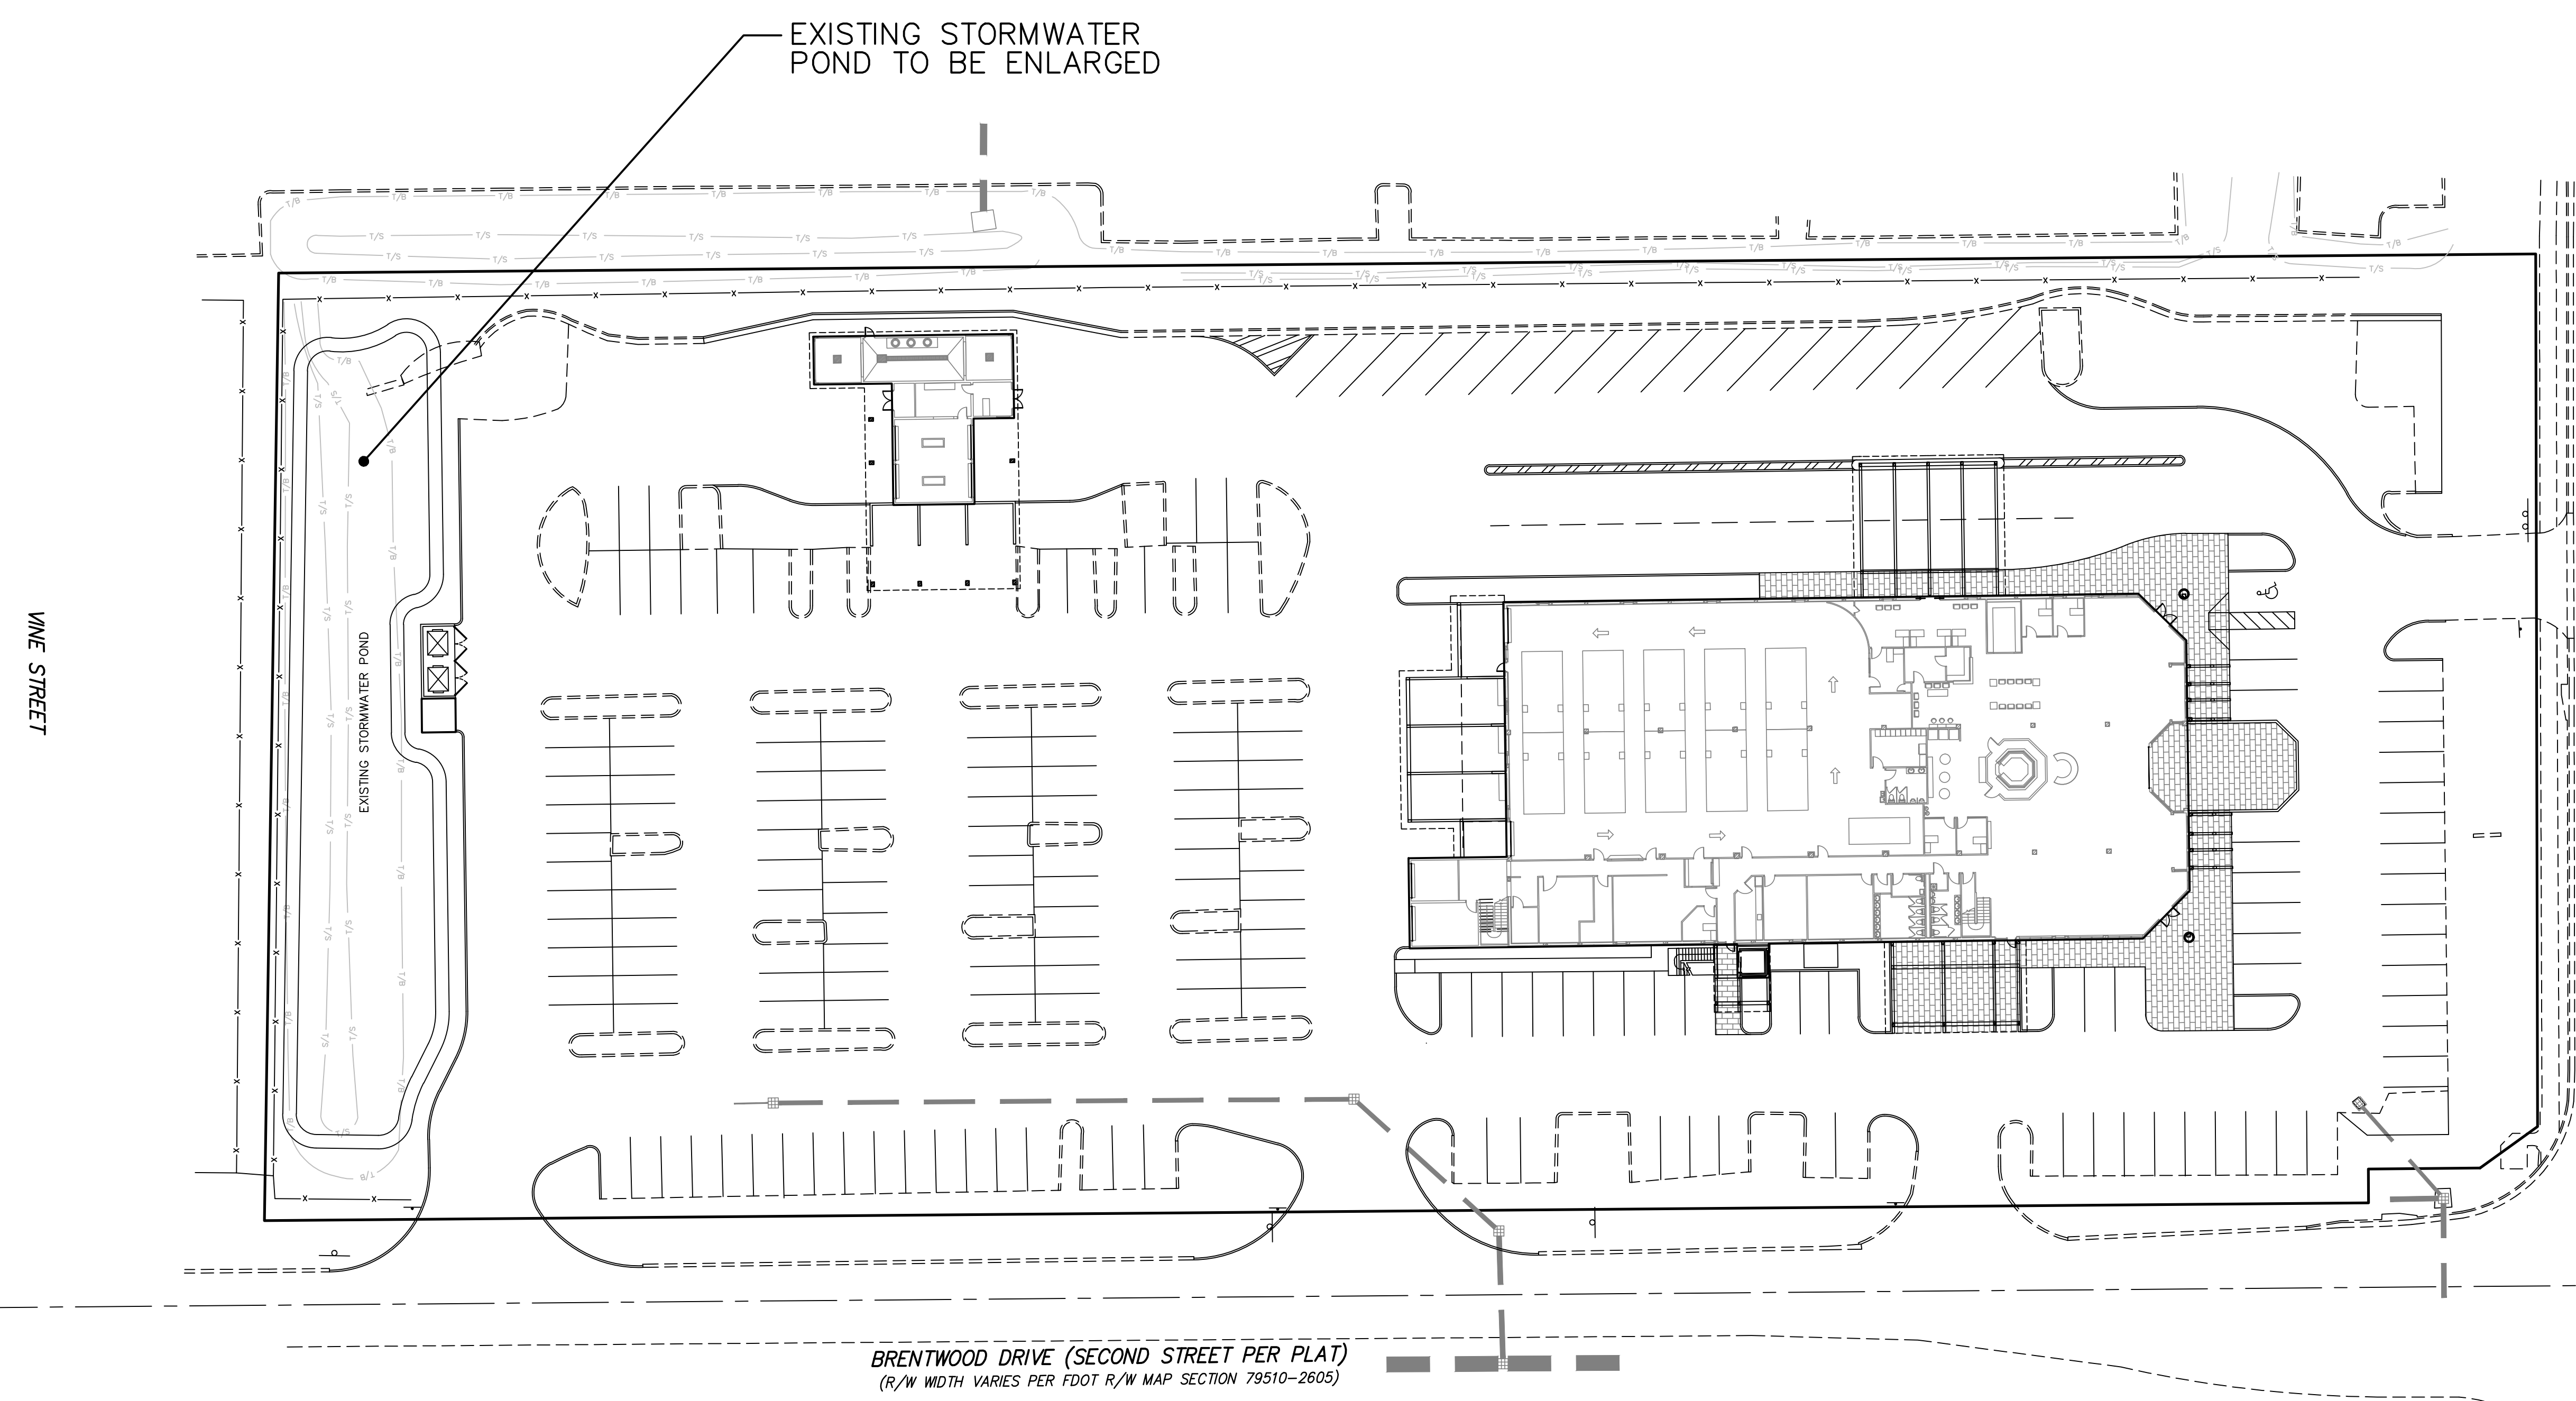 EXISTING STORMWATER
POND TO BE ENLARGED
VINE STREET
EXISTING STORMWATER POND
BRENTWOOD DRIVE (SECOND STREET PER PLAT)
(R/W WIDTH VARIES PER FDOT R/W MAP SECTION 79510-2605)
T/B
T/S